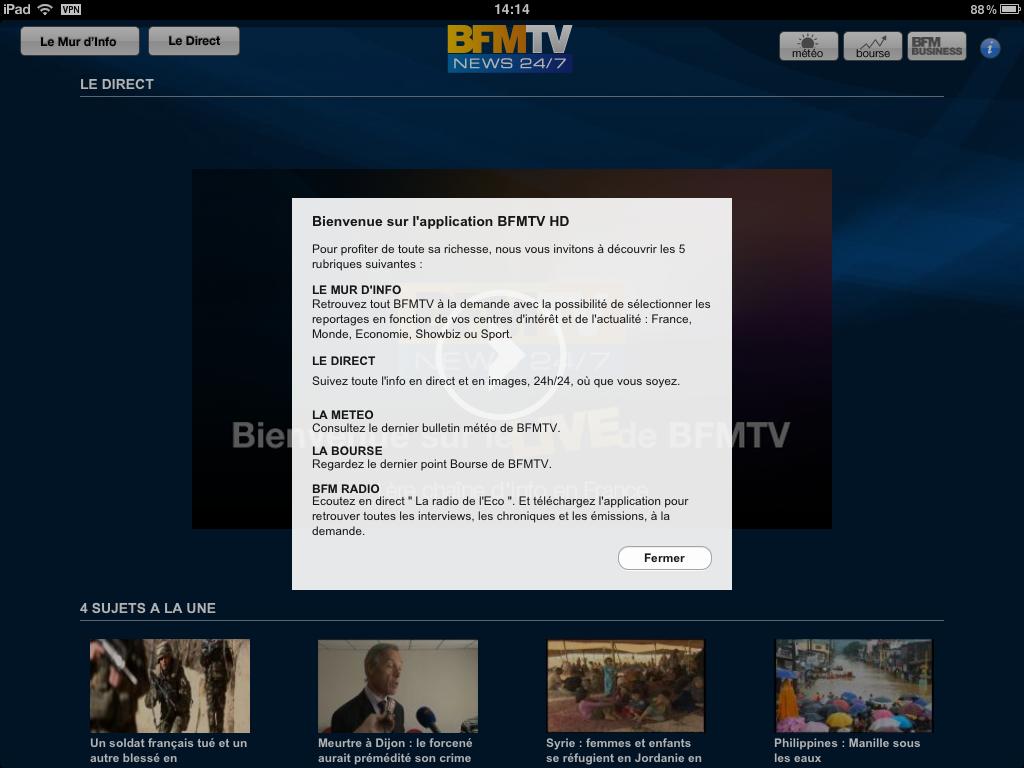 iPad VPN 14:14 88%
Le Mur d'Info Le Direct BFMTV météo bourse BFM BUSINESS i
NEWS 24/7
LE DIRECT
Bienvenue sur l'application BFMTV HD
Pour profiter de toute sa richesse, nous vous invitons à découvrir les 5
rubriques suivantes :
LE MUR D'INFO
Retrouvez tout BFMTV à la demande avec la possibilité de sélectionner les
reportages en fonction de vos centres d'intérêt et de l'actualité : France,
Monde, Economie, Showbiz ou Sport.
NEWS 24/7
LE DIRECT
Suivez toute l'info en direct et en images, 24h/24, où que vous soyez.
LA METEO
Consultez le dernier bulletin météo de BFMTV.
Bienvenue sur le LIVE de BFMTV
LA BOURSE
Regardez le dernier point Bourse de BFMTV.
chaîne d'info en France
BFM RADIO
Ecoutez en direct " La radio de l'Eco ". Et téléchargez l'application pour
retrouver toutes les interviews, les chroniques et les émissions, à la
demande.
Fermer
4 SUJETS A LA UNE
Un soldat français tué et un
autre blessé en
Meurtre à Dijon : le forcené
aurait prémédité son crime
Syrie : femmes et enfants
se réfugient en Jordanie en
Philippines : Manille sous
les eaux